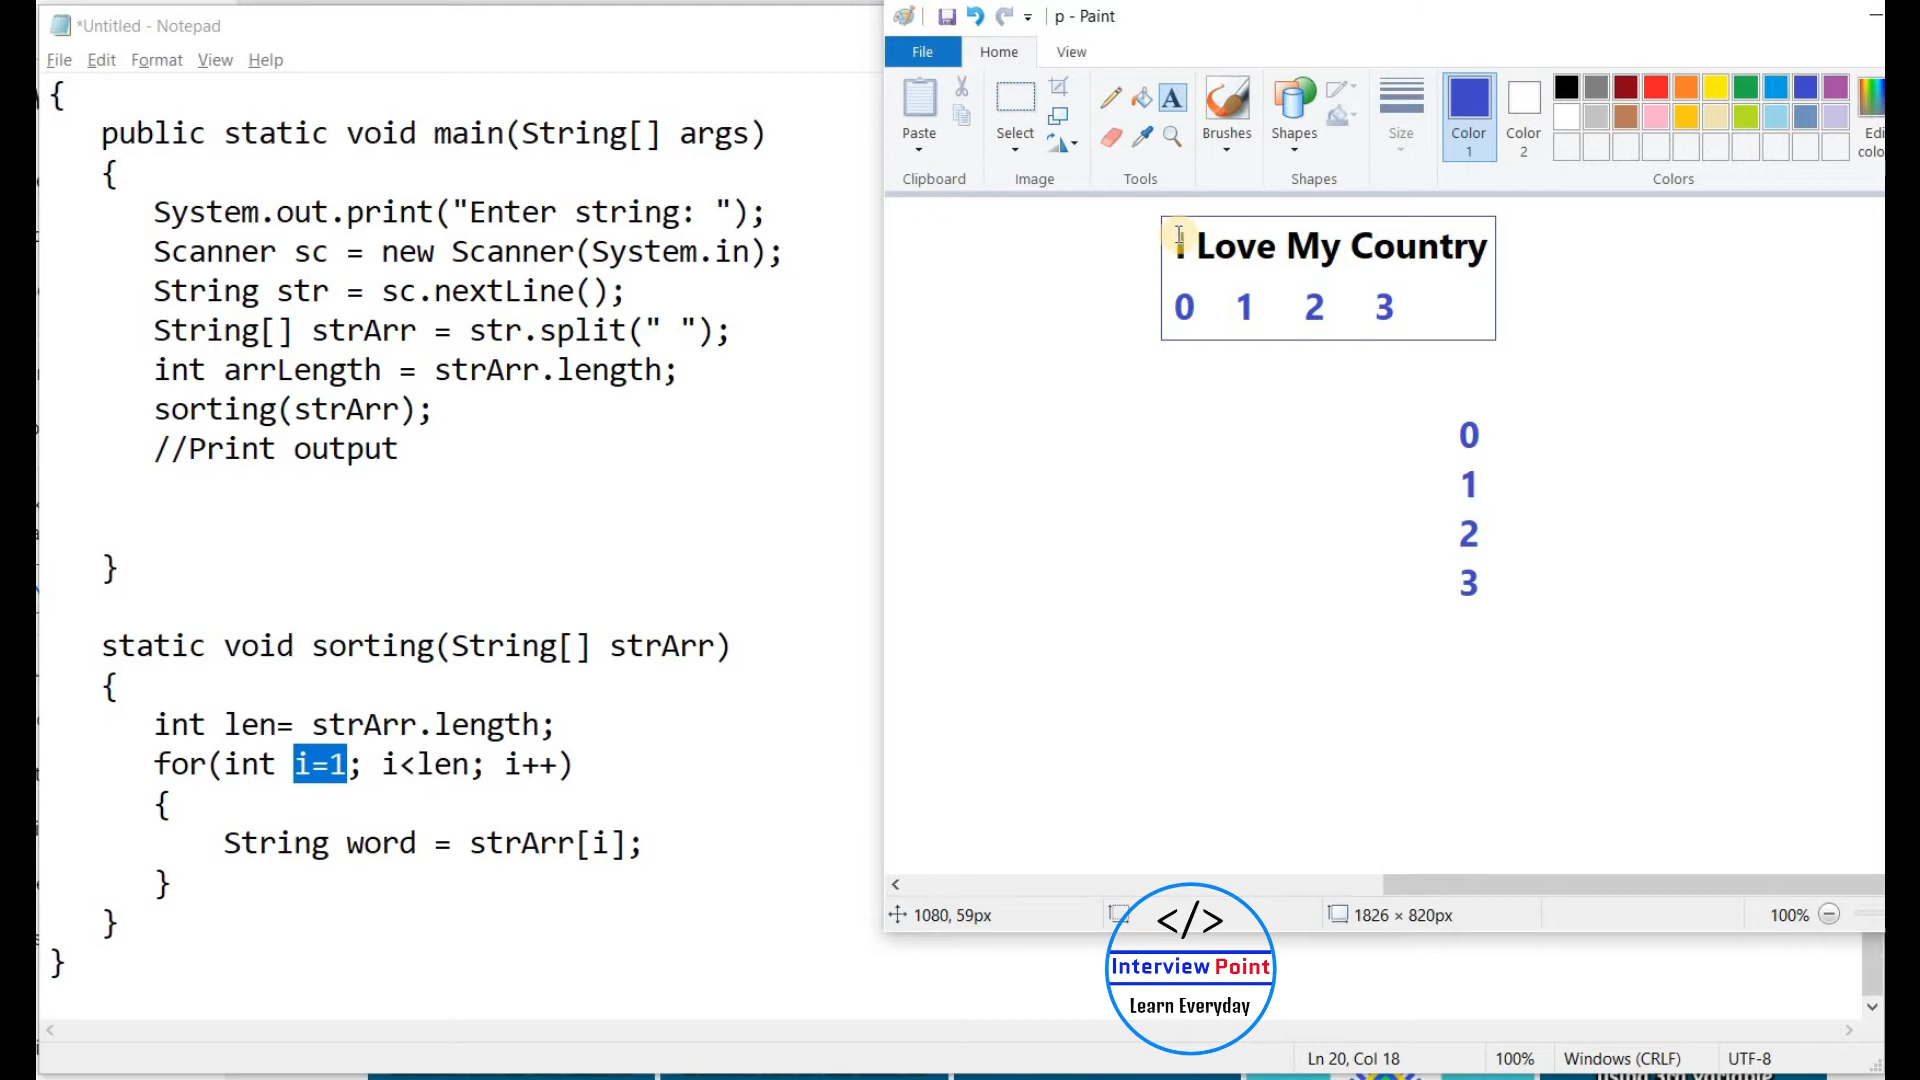 *Untitled - Notepad
File Edit Format View Help
{
public static void main(String[] args)
{
System.out.print("Enter string: ");
Scanner sc = new Scanner(System.in);
String str = sc.nextLine();
String[] strArr = str.split(" ");
int arrLength = strArr.length;
sorting(strArr);
//Print output
}
static void sorting(String[] strArr)
{
int len= strArr.length;
for(int i=1; i<len; i++)
{
String word = strArr[i];
}
}
}
Ln 20, Col 18 100% Windows (CRLF) UTF-8
p - Paint
File Home View
Paste
Select
Brushes
Shapes
Size
Color 1
Color 2
Clipboard Image Tools Shapes Colors
I Love My Country
0 1 2 3
0
1
2
3
1080, 59px
1826 × 820px
100%
</>
Interview Point
Learn Everyday